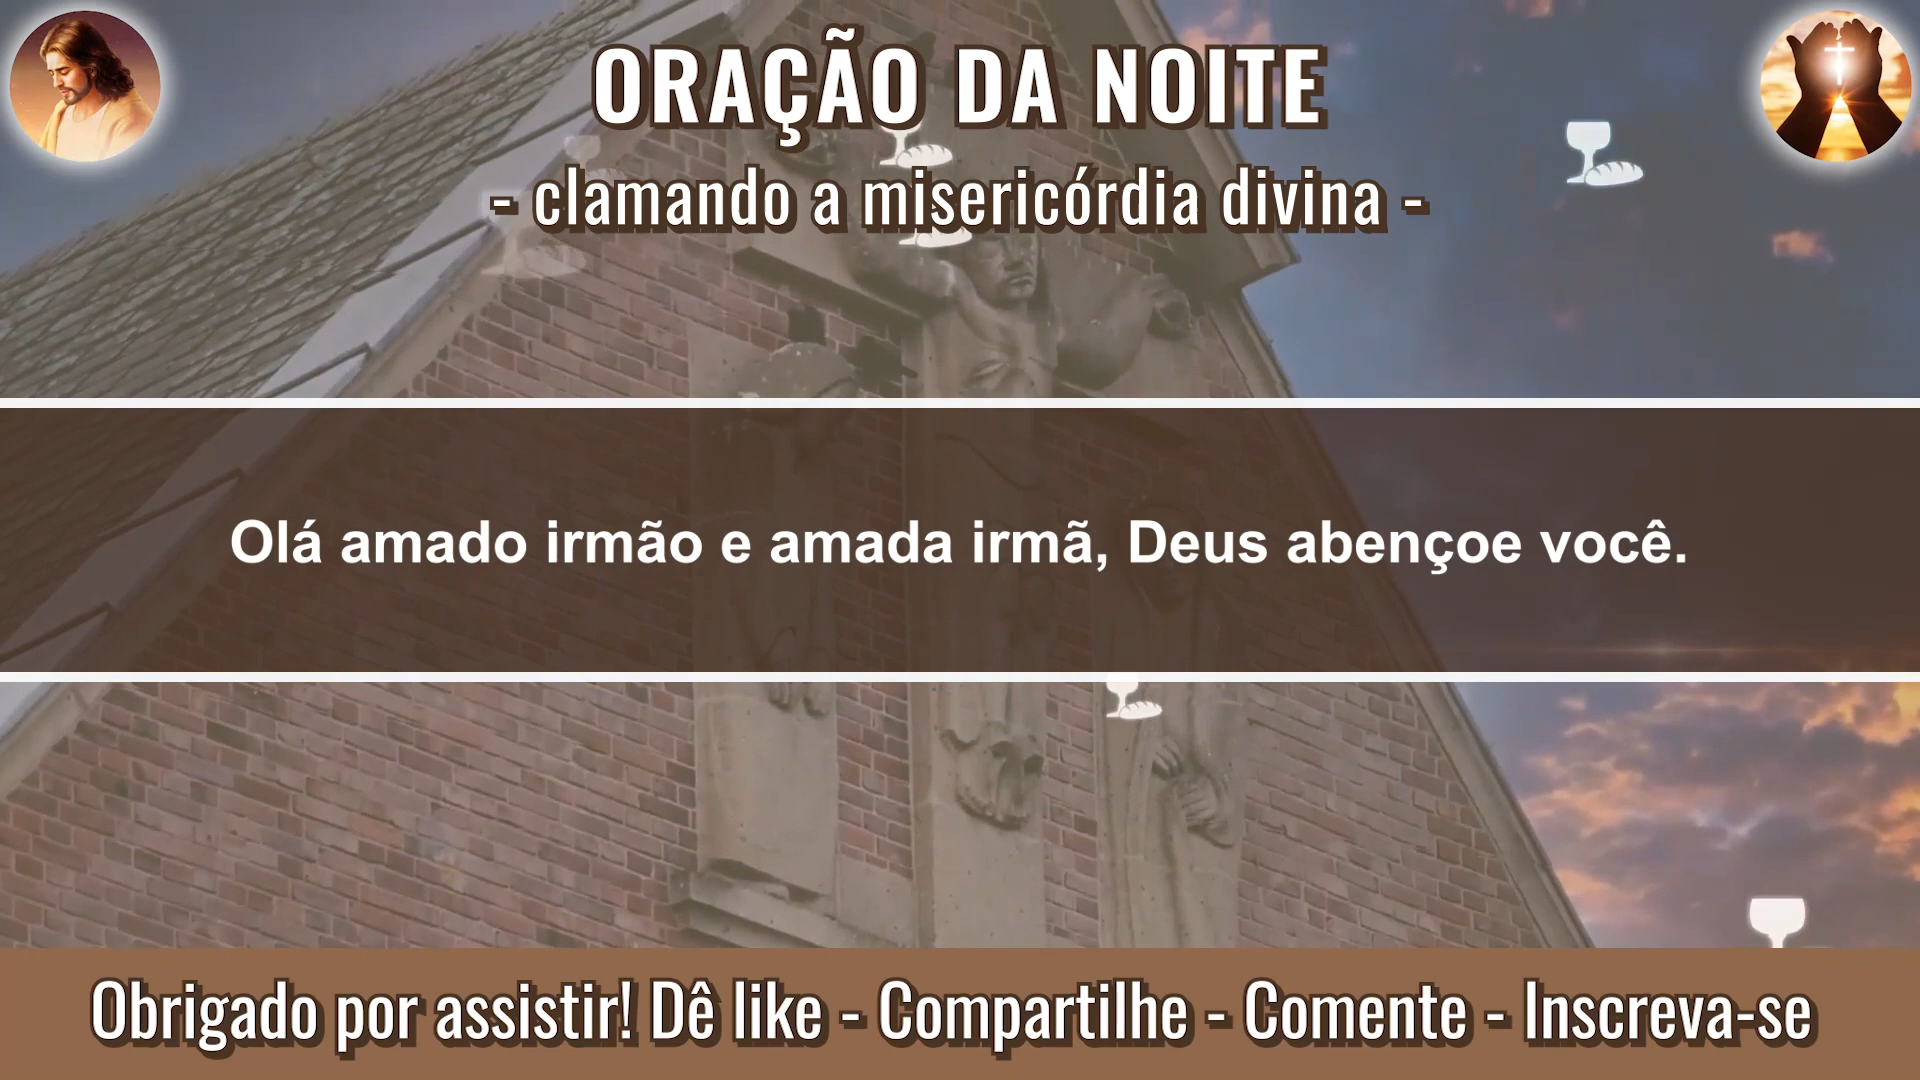 ORAÇÃO DA NOITE
- clamando a misericórdia divina -
Olá amado irmão e amada irmã, Deus abençoe você.
Obrigado por assistir! Dê like - Compartilhe - Comente - Inscreva-se